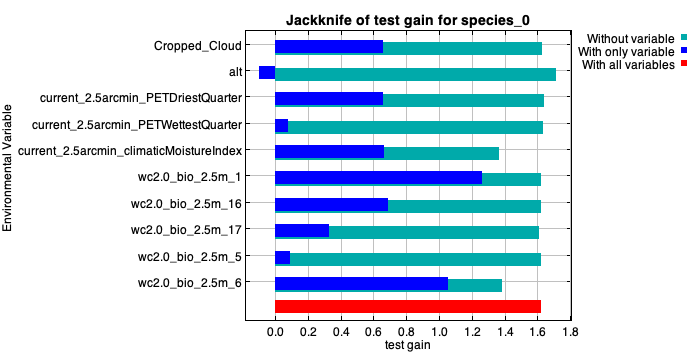 Jackknife of test gain for species_0
Without variable
With only variable
With all variables
Environmental Variable
Cropped_Cloud
alt
current_2.5arcmin_PETDriestQuarter
current_2.5arcmin_PETWettestQuarter
current_2.5arcmin_climaticMoistureIndex
wc2.0_bio_2.5m_1
wc2.0_bio_2.5m_16
wc2.0_bio_2.5m_17
wc2.0_bio_2.5m_5
wc2.0_bio_2.5m_6
0.0 0.2 0.4 0.6 0.8 1.0 1.2 1.4 1.6 1.8
test gain